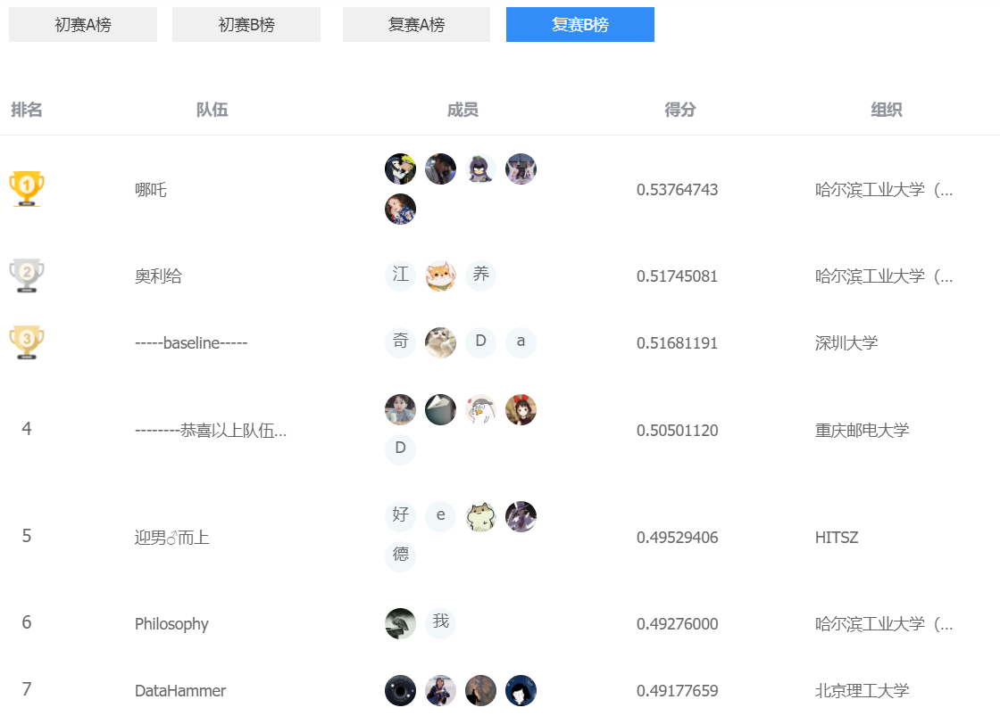 初赛A榜 初赛B榜 复赛A榜 复赛B榜
排名 队伍 成员 得分 组织
1 哪吒 0.53764743 哈尔滨工业大学（...
2 奥利给 江 养 0.51745081 哈尔滨工业大学（...
3 -----baseline----- 奇 D a 0.51681191 深圳大学
4 --------恭喜以上队伍... D 0.50501120 重庆邮电大学
5 迎男♂而上 好 e 德 0.49529406 HITSZ
6 Philosophy 我 0.49276000 哈尔滨工业大学（...
7 DataHammer 0.49177659 北京理工大学